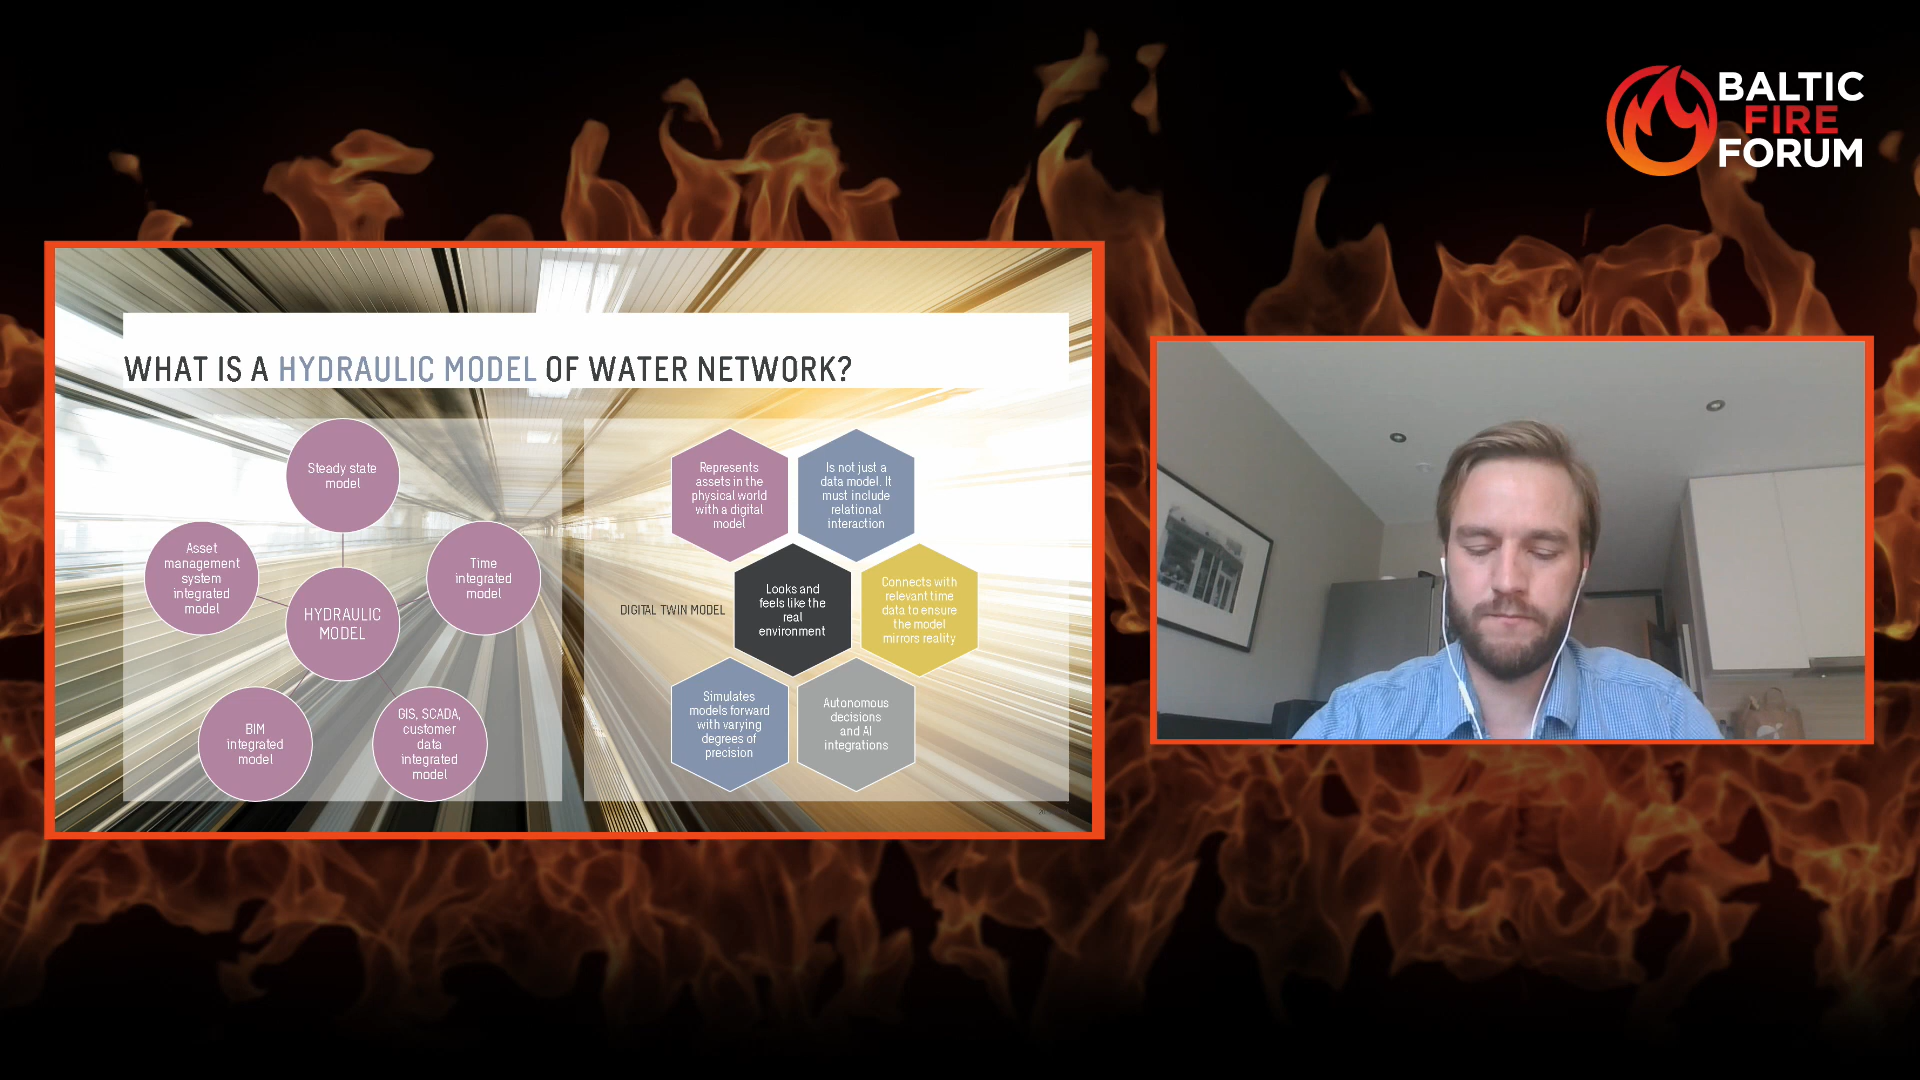 BALTIC
FIRE
FORUM
WHAT IS A HYDRAULIC MODEL OF WATER NETWORK?
Steady state
model
Asset
management
system
integrated
model
Time
integrated
model
HYDRAULIC
MODEL
BIM
integrated
model
GIS, SCADA,
customer
data
integrated
model
Represents
assets in the
physical world
with a digital
model
Is not just a
data model. It
must include
relational
interaction
DIGITAL TWIN MODEL
Looks and
feels like the
real
environment
Connects with
relevant time
data to ensure
the model
mirrors reality
Simulates
models forward
with varying
degrees of
precision
Autonomous
decisions
and AI
integrations